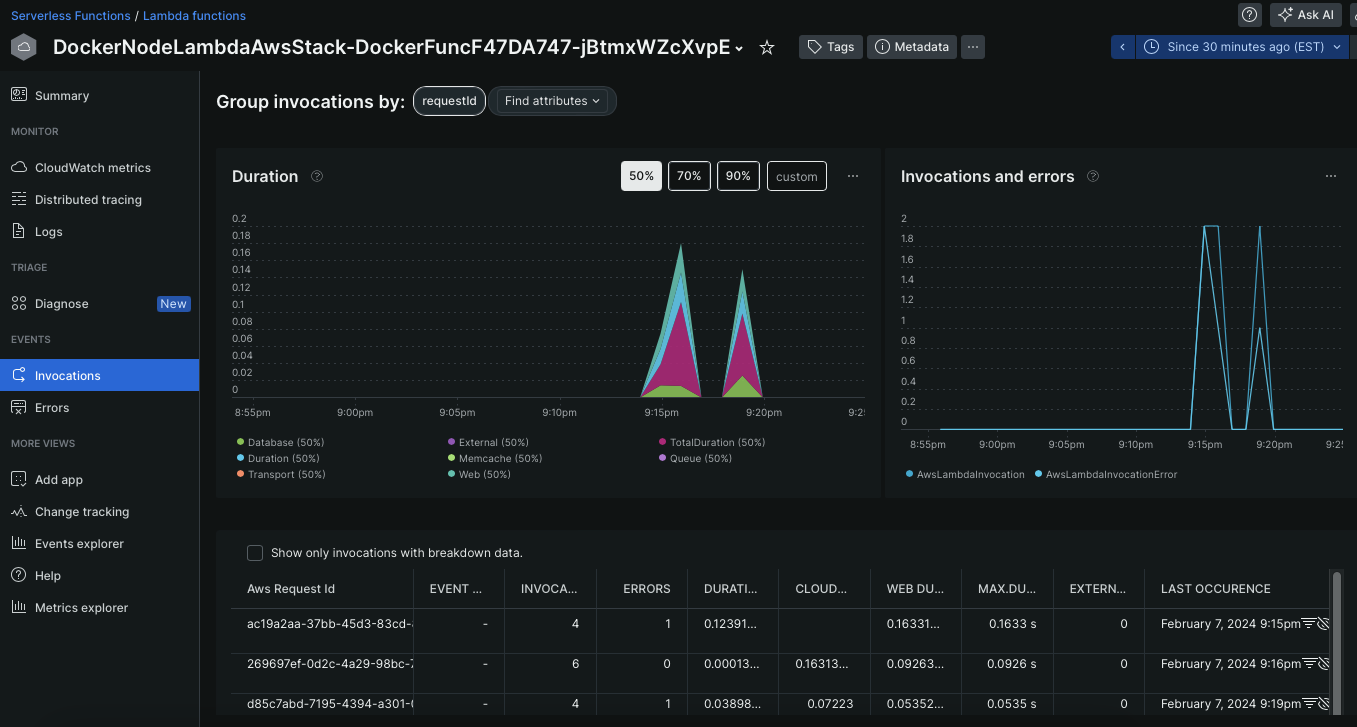 Serverless Functions / Lambda functions
Ask AI
DockerNodeLambdaAwsStack-DockerFuncF47DA747-jBtmxWZcXvpE
Tags
Metadata
...
Since 30 minutes ago (EST)
Summary
MONITOR
CloudWatch metrics
Distributed tracing
Logs
TRIAGE
Diagnose New
EVENTS
Invocations
Errors
MORE VIEWS
Add app
Change tracking
Events explorer
Help
Metrics explorer
Group invocations by: requestId Find attributes
Duration
50% 70% 90% custom ...
0.2
0.18
0.16
0.14
0.12
0.1
0.08
0.06
0.04
0.02
0
8:55pm 9:00pm 9:05pm 9:10pm 9:15pm 9:20pm 9:25
Database (50%) External (50%) TotalDuration (50%)
Duration (50%) Memcache (50%) Queue (50%)
Transport (50%) Web (50%)
Invocations and errors ...
2
1.8
1.6
1.4
1.2
1
0.8
0.6
0.4
0.2
0
8:55pm 9:00pm 9:05pm 9:10pm 9:15pm 9:20pm 9:25
AwsLambdaInvocation AwsLambdaInvocationError
Show only invocations with breakdown data.
Aws Request Id EVENT ... INVOCA... ERRORS DURATI... CLOUD... WEB DU... MAX.DU... EXTERN... LAST OCCURENCE
ac19a2aa-37bb-45d3-83cd- - 4 1 0.12391... 0.16331... 0.1633 s 0 February 7, 2024 9:15pm
269697ef-0d2c-4a29-98bc- - 6 0 0.00013... 0.16313... 0.09263... 0.0926 s 0 February 7, 2024 9:16pm
d85c7abd-7195-4394-a301- - 4 1 0.03898... 0.07223 0.05352... 0.0535 s 0 February 7, 2024 9:19pm